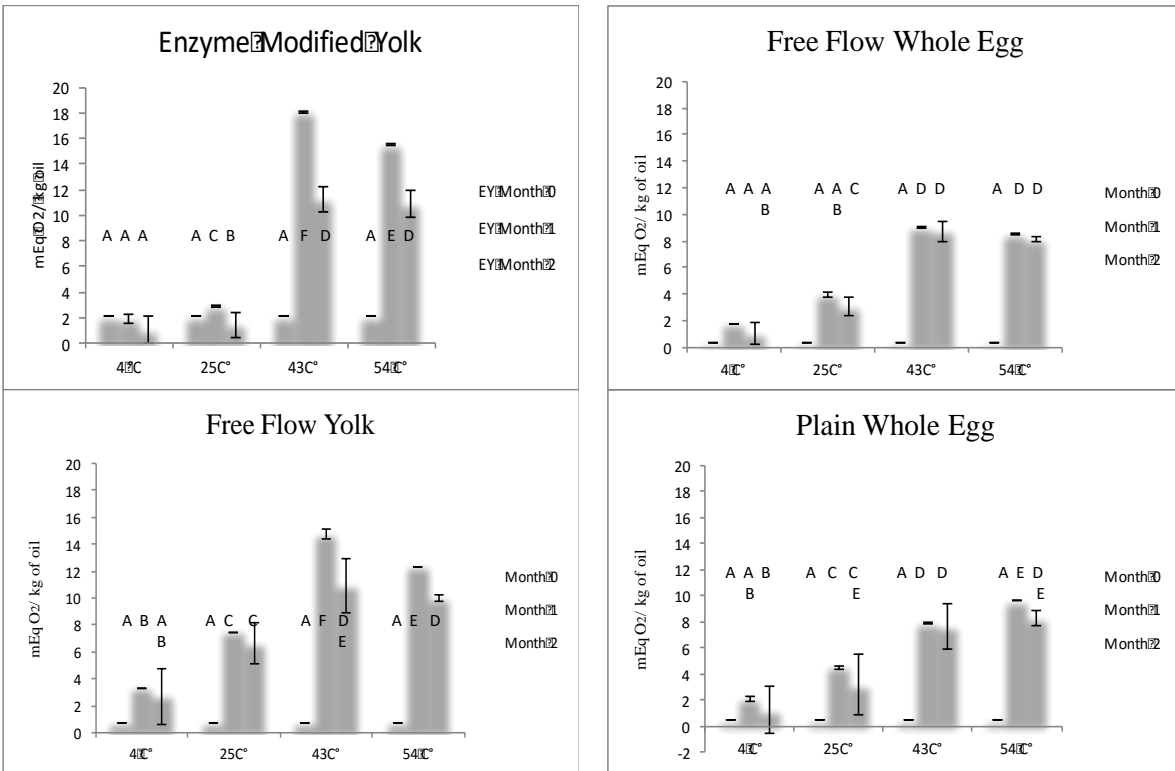 Enzyme⍰Modified⍰Yolk
mEq⍰O2/⍰kg⍰oil
20
18
16
14
12
10
8
6
4
2
0
A A A
A C B
A F D
A E D
4⍰°C
25C°
43C°
54⍰C°
EY⍰Month⍰0
EY⍰Month⍰1
EY⍰Month⍰2
Free Flow Whole Egg
mEq O2/ kg of oil
20
18
16
14
12
10
8
6
4
2
0
A A A
B
A A C
B
A D D
A D D
4⍰C°
25C°
43C°
54⍰C°
Month⍰0
Month⍰1
Month⍰2
Free Flow Yolk
mEq O2/ kg of oil
20
18
16
14
12
10
8
6
4
2
0
A B A
B
A C C
A F D
E
A E D
4⍰C°
25C°
43C°
54⍰C°
Month⍰0
Month⍰1
Month⍰2
Plain Whole Egg
mEq O2/ kg of oil
20
18
16
14
12
10
8
6
4
2
0
-2
A A B
B
A C C
E
A D D
A E D
E
4⍰C°
25C°
43C°
54⍰C°
Month⍰0
Month⍰1
Month⍰2